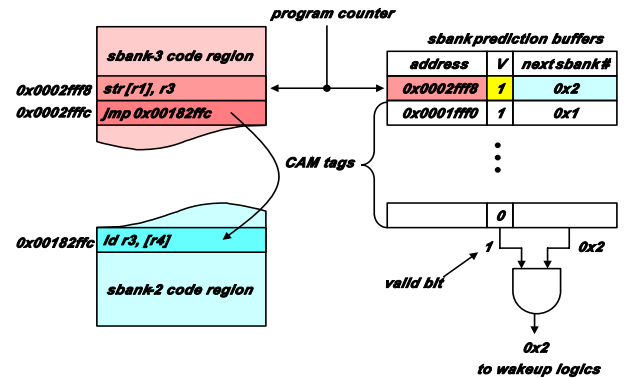 program counter
sbank-3 code region
0x0002fff8
str [r1], r3
0x0002fffc
jmp 0x00182ffc
0x00182ffc
ld r3, [r4]
sbank-2 code region
sbank prediction buffers
address V next sbank#
0x0002fff8 1 0x2
0x0001fff0 1 0x1
CAM tags
0
1
0x2
valid bit
0x2
to wakeup logics